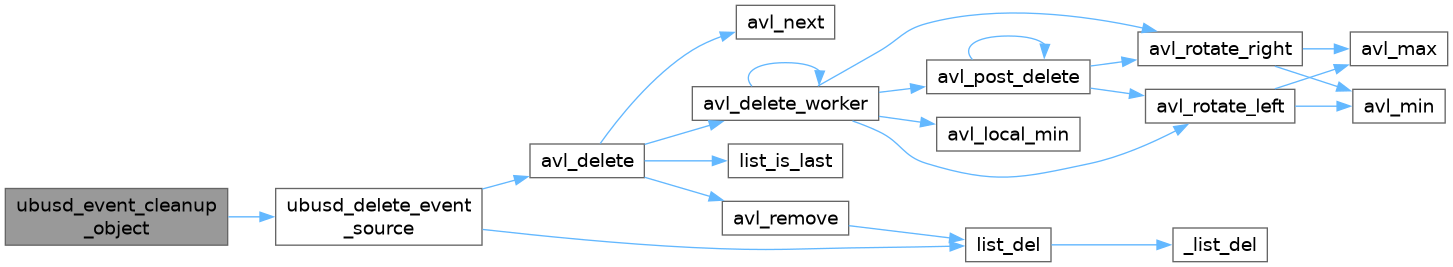 ubusd_event_cleanup
_object
ubusd_delete_event
_source
avl_delete
avl_next
avl_delete_worker
list_is_last
avl_remove
avl_post_delete
avl_local_min
list_del
avl_rotate_right
avl_rotate_left
_list_del
avl_max
avl_min